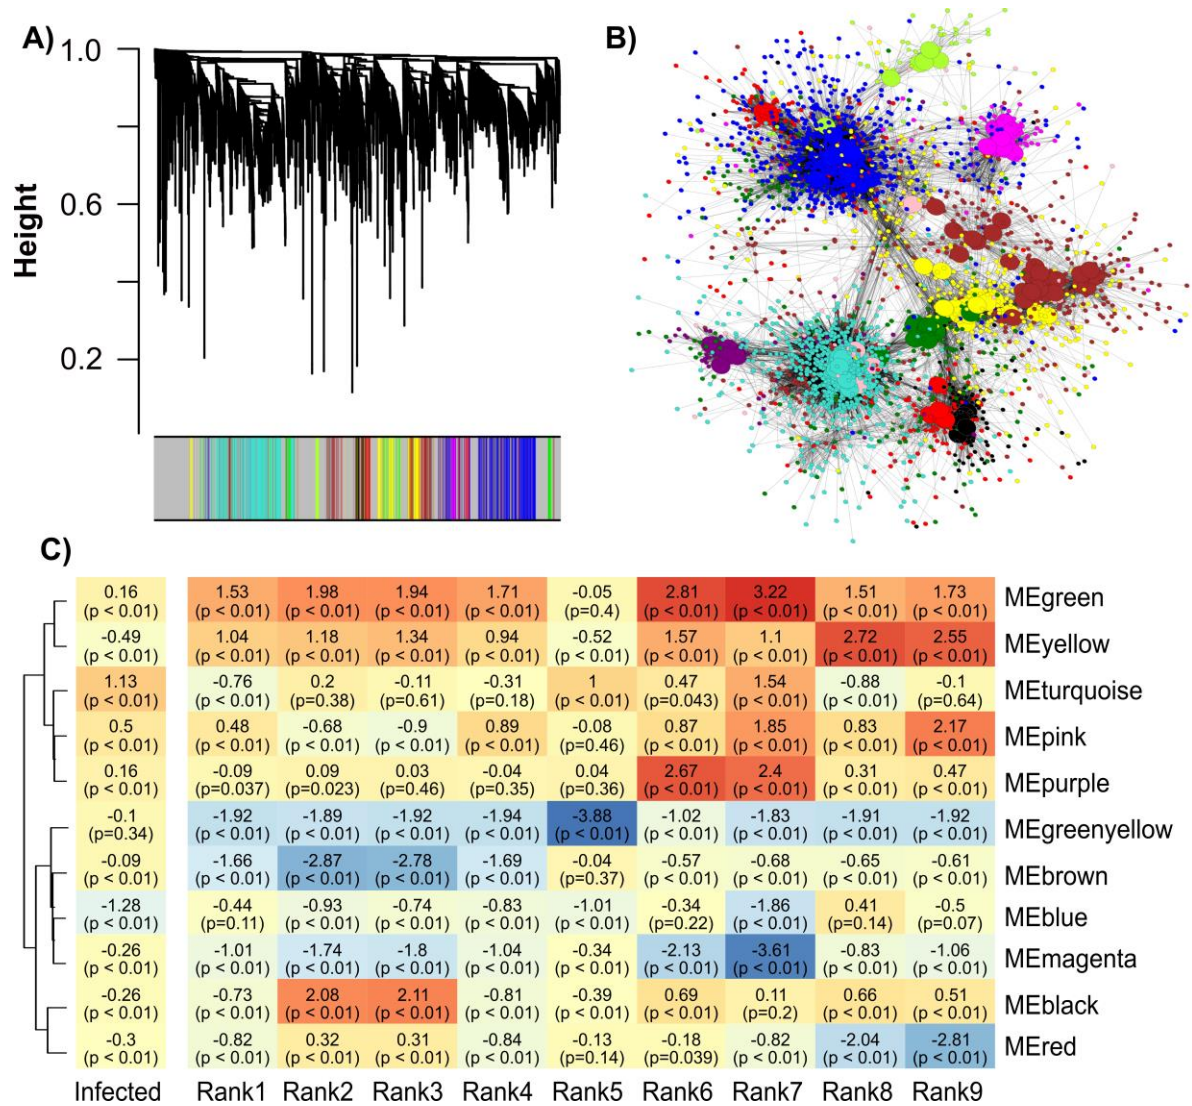 A)
B)
1.0
0.6
0.2
Height
C)
0.16 1.53 1.98 1.94 1.71 -0.05 2.81 3.22 1.51 1.73 MEgreen
(p < 0.01) (p < 0.01) (p < 0.01) (p < 0.01) (p < 0.01) (p=0.4) (p < 0.01) (p < 0.01) (p < 0.01) (p < 0.01)
-0.49 1.04 1.18 1.34 0.94 -0.52 1.57 1.1 2.72 2.55 MEyellow
(p < 0.01) (p < 0.01) (p < 0.01) (p < 0.01) (p < 0.01) (p < 0.01) (p < 0.01) (p < 0.01) (p < 0.01) (p < 0.01)
1.13 -0.76 0.2 -0.11 -0.31 1 0.47 1.54 -0.88 -0.1 MEturquoise
(p < 0.01) (p < 0.01) (p=0.38) (p=0.61) (p=0.18) (p < 0.01) (p=0.043) (p < 0.01) (p < 0.01) (p=0.64)
0.5 0.48 -0.68 -0.9 0.89 -0.08 0.87 1.85 0.83 2.17 MEpink
(p < 0.01) (p < 0.01) (p < 0.01) (p < 0.01) (p < 0.01) (p=0.46) (p < 0.01) (p < 0.01) (p < 0.01) (p < 0.01)
0.16 -0.09 0.09 0.03 -0.04 0.04 2.67 2.4 0.31 0.47 MEpurple
(p < 0.01) (p=0.037) (p=0.023) (p=0.46) (p=0.35) (p=0.36) (p < 0.01) (p < 0.01) (p < 0.01) (p < 0.01)
-0.1 -1.92 -1.89 -1.92 -1.94 -3.88 -1.02 -1.83 -1.91 -1.92 MEgreenyellow
(p=0.34) (p < 0.01) (p < 0.01) (p < 0.01) (p < 0.01) (p < 0.01) (p < 0.01) (p < 0.01) (p < 0.01) (p < 0.01)
-0.09 -1.66 -2.87 -2.78 -1.69 -0.04 -0.57 -0.68 -0.65 -0.61 MEbrown
(p < 0.01) (p < 0.01) (p < 0.01) (p < 0.01) (p < 0.01) (p=0.37) (p < 0.01) (p < 0.01) (p < 0.01) (p < 0.01)
-1.28 -0.44 -0.93 -0.74 -0.83 -1.01 -0.34 -1.86 0.41 -0.5 MEblue
(p < 0.01) (p=0.11) (p < 0.01) (p < 0.01) (p < 0.01) (p < 0.01) (p=0.22) (p < 0.01) (p=0.14) (p=0.07)
-0.26 -1.01 -1.74 -1.8 -1.04 -0.34 -2.13 -3.61 -0.83 -1.06 MEmagenta
(p < 0.01) (p < 0.01) (p < 0.01) (p < 0.01) (p < 0.01) (p < 0.01) (p < 0.01) (p < 0.01) (p < 0.01) (p < 0.01)
-0.26 -0.73 2.08 2.11 -0.81 -0.39 0.69 0.11 0.66 0.51 MEblack
(p < 0.01) (p < 0.01) (p < 0.01) (p < 0.01) (p < 0.01) (p < 0.01) (p < 0.01) (p=0.2) (p < 0.01) (p < 0.01)
-0.3 -0.82 0.32 0.31 -0.84 -0.13 -0.18 -0.82 -2.04 -2.81 MEred
(p < 0.01) (p < 0.01) (p < 0.01) (p < 0.01) (p < 0.01) (p=0.14) (p=0.039) (p < 0.01) (p < 0.01) (p < 0.01)
Infected Rank1 Rank2 Rank3 Rank4 Rank5 Rank6 Rank7 Rank8 Rank9